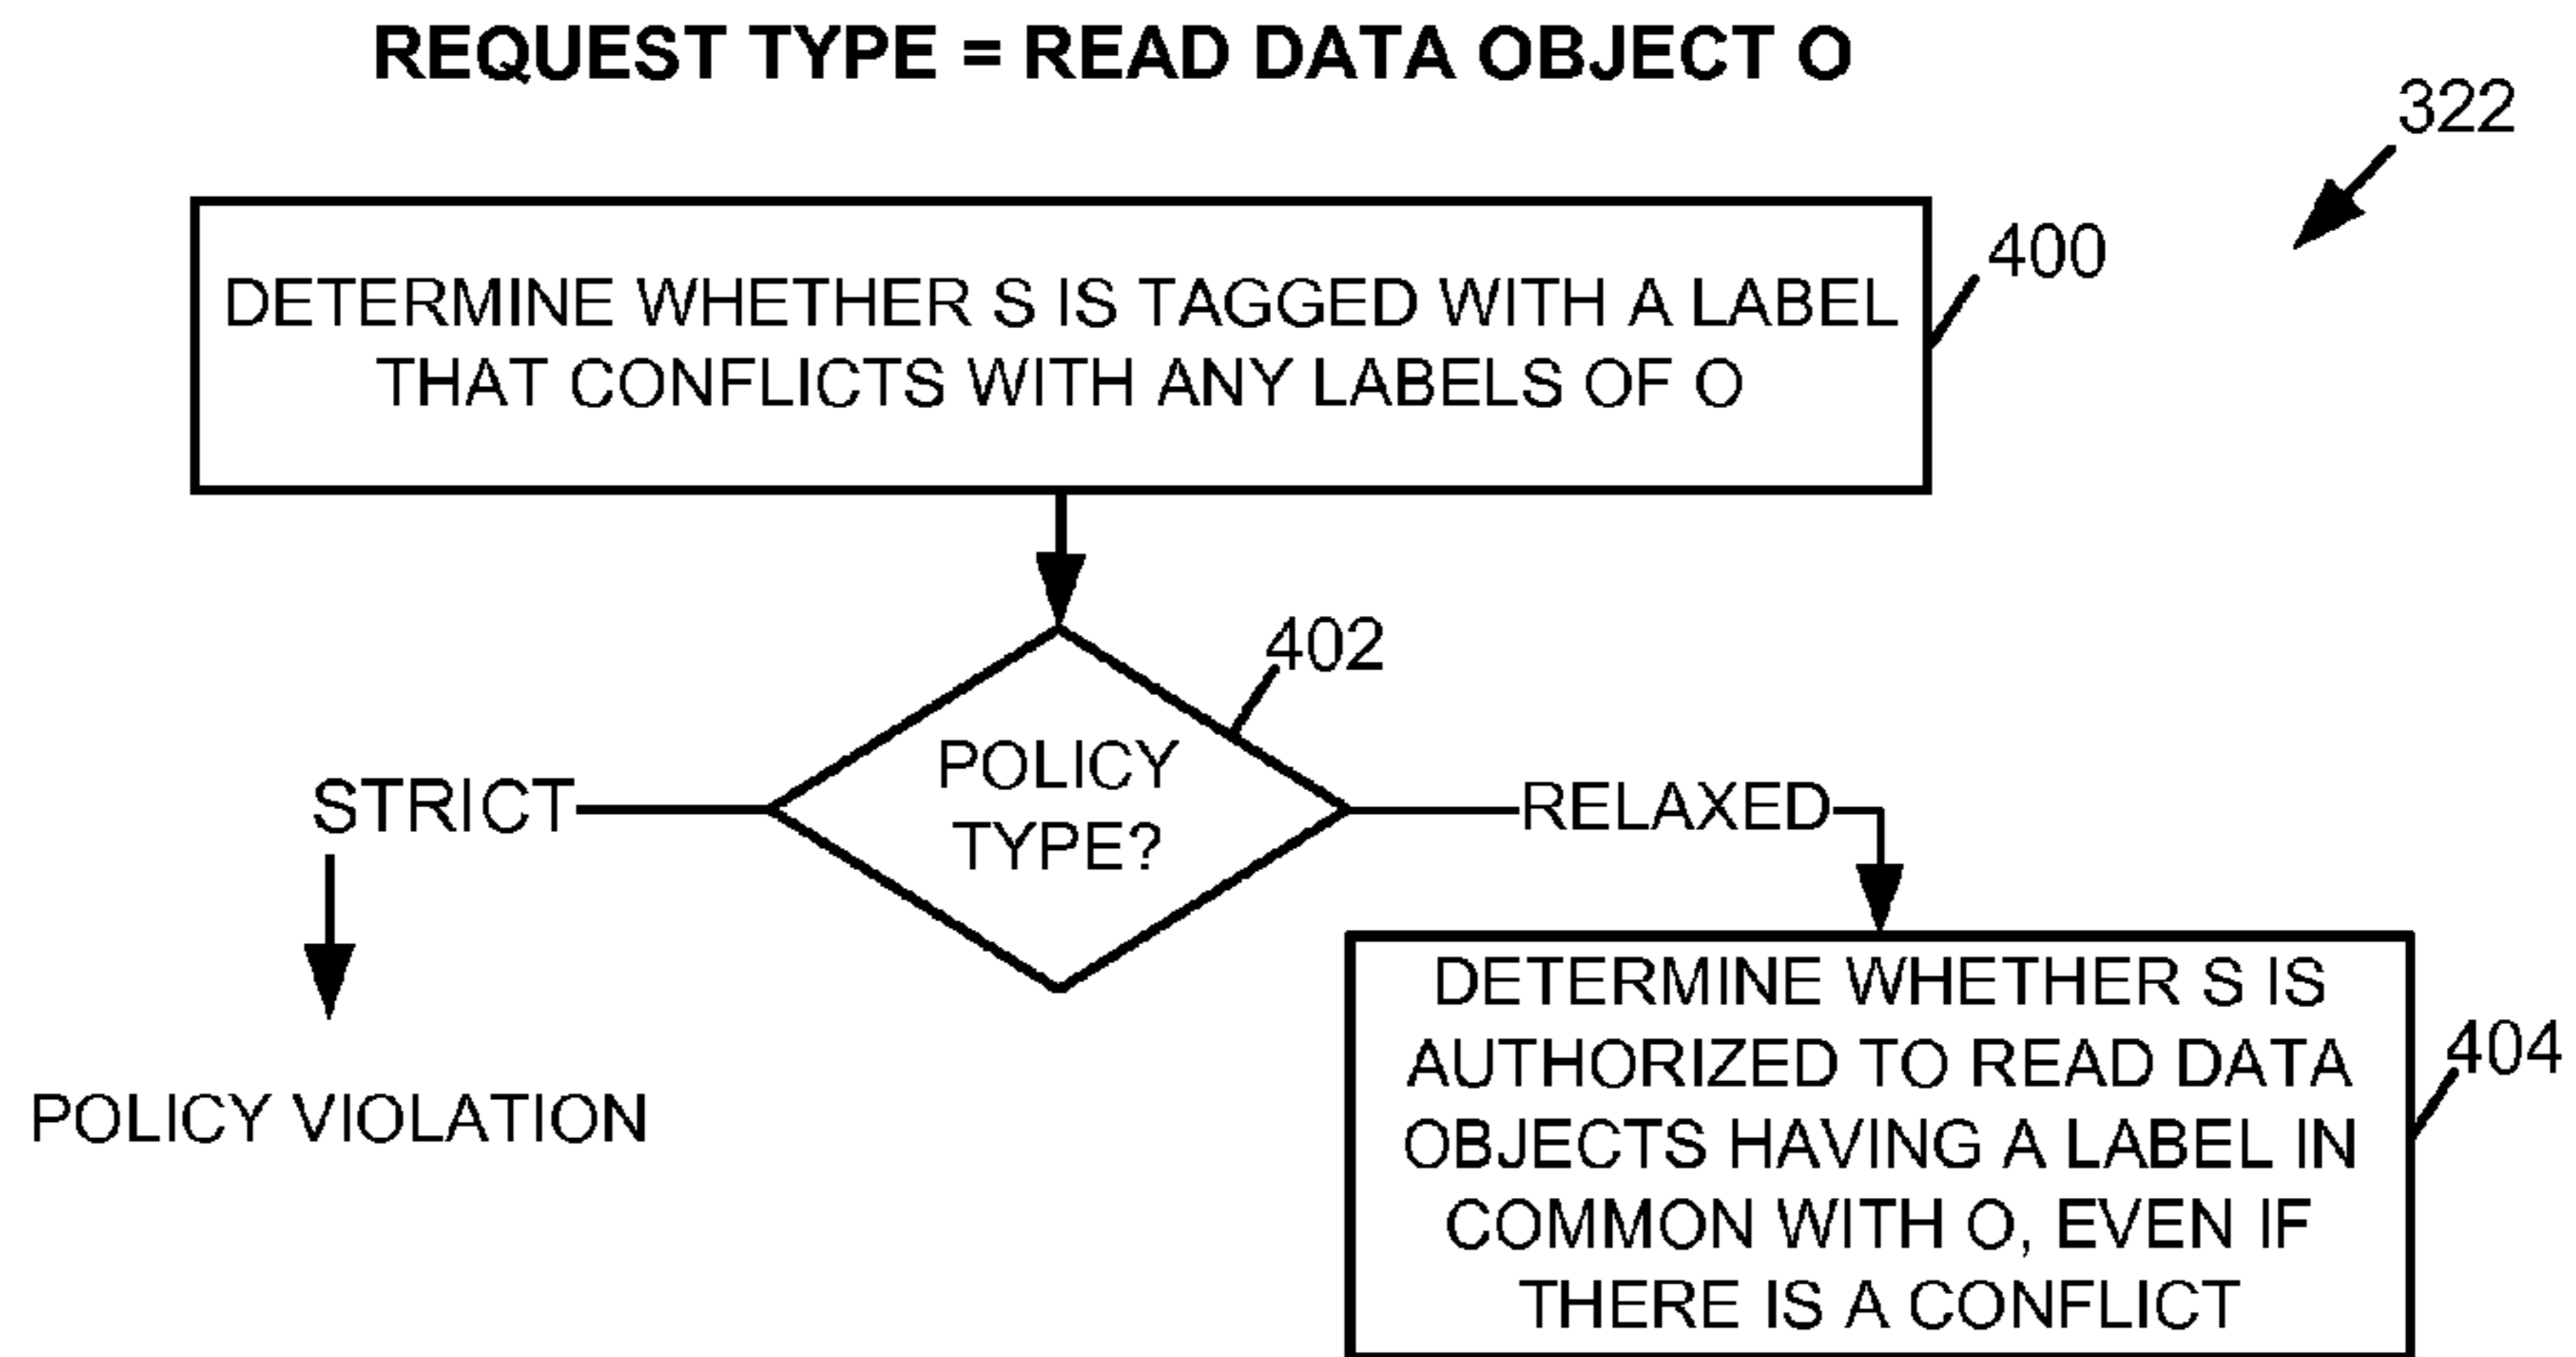 REQUEST TYPE = READ DATA OBJECT O
322
400
DETERMINE WHETHER S IS TAGGED WITH A LABEL
THAT CONFLICTS WITH ANY LABELS OF O
402
POLICY
TYPE?
STRICT
RELAXED
POLICY VIOLATION
DETERMINE WHETHER S IS
AUTHORIZED TO READ DATA
OBJECTS HAVING A LABEL IN
COMMON WITH O, EVEN IF
THERE IS A CONFLICT
404